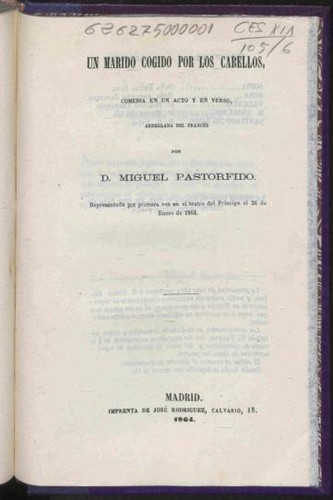 636275000001
CES XIX
105/6
UN MARIDO COGIDO POR LOS CABELLOS,
COMEDIA EN UN ACTO Y EN VERSO,
ARREGLADA DEL FRANCÉS
POR
D. MIGUEL PASTORFIDO.
Representada por primera vez en el teatro del Príncipe el 26 de
Enero de 1864.
MADRID.
IMPRENTA DE JOSÉ RODRIGUEZ, CALVARIO, 18.
1864.